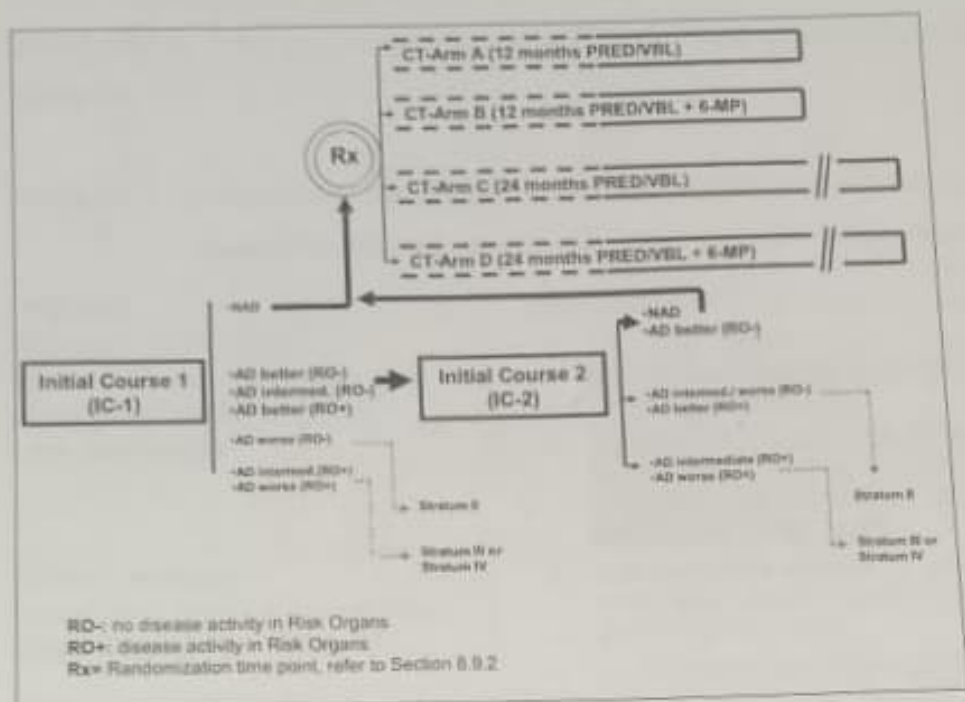 CT-Arm A (12 months PRED/VBL)
CT-Arm B (12 months PRED/VBL + 6-MP)
Rx
CT-Arm C (24 months PRED/VBL)
CT-Arm D (24 months PRED/VBL + 6-MP)
-NAD
-AD better (RO-)
-AD intermed. (RO-)
-AD better (RO+)
-AD worse (RO-)
-AD intermed.(RO+)
-AD worse (RO+)
Initial Course 1
(IC-1)
Stratum II
Stratum III or
Stratum IV
Initial Course 2
(IC-2)
-NAD
-AD better (RO-)
-AD intermed./ worse (RO-)
-AD better (RO+)
-AD intermediate (RO+)
-AD worse (RO+)
Stratum II
Stratum III or
Stratum IV
RO-: no disease activity in Risk Organs
RO+: disease activity in Risk Organs
Rx= Randomization time point, refer to Section 8.9.2